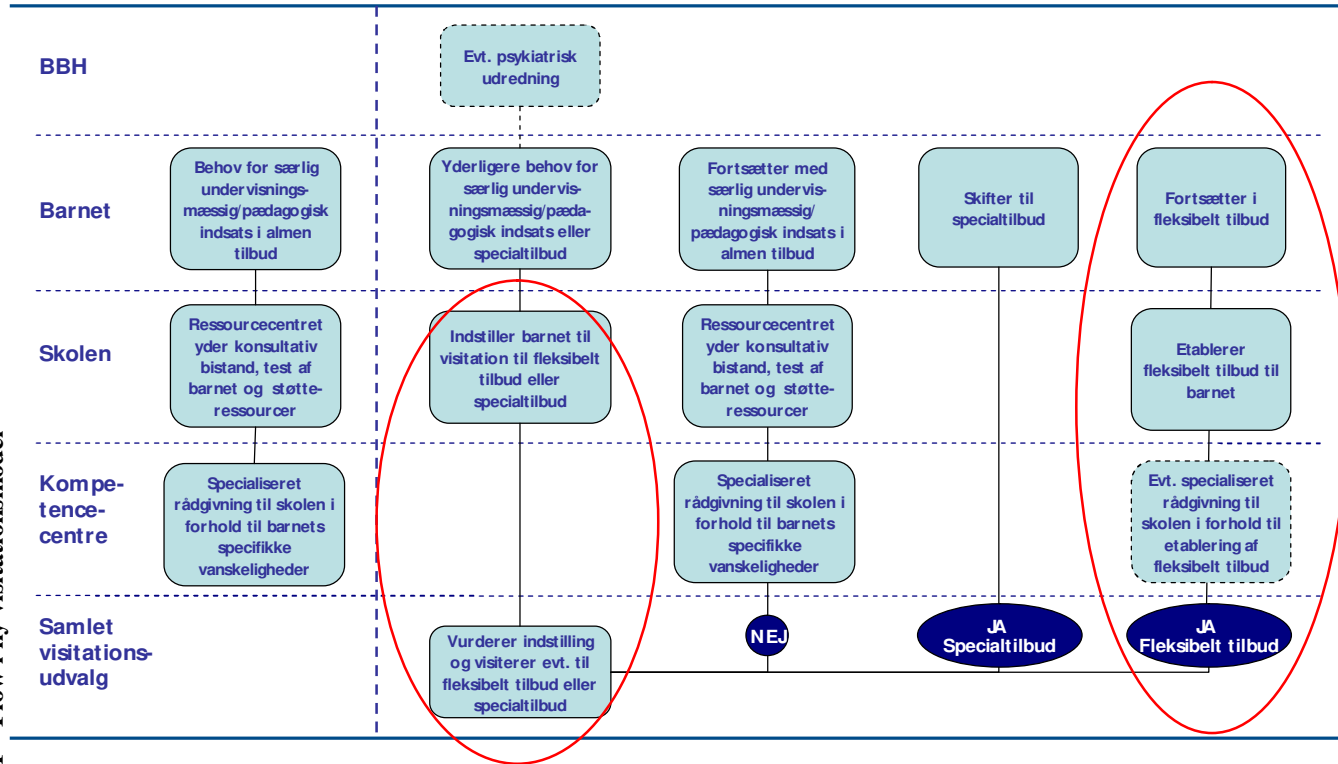 BBH
Evt. psykiatrisk
udredning
Barnet
Behov for særlig
undervisnings-
mæssig/pædagogisk
indsats i almen
tilbud
Yderligere behov for
særlig undervis-
ningsmæssig/pæda-
gogisk indsats eller
specialtilbud
Fortsætter med
særlig undervis-
ningsmæssig/
pædagogisk indsats i
almen tilbud
Skifter til
specialtilbud
Fortsætter i
fleksibelt tilbud
Skolen
Ressourcecentret
yder konsultativ
bistand, test af
barnet og støtte-
ressourcer
Indstiller barnet til
visitation til fleksibelt
tilbud eller
specialtilbud
Ressourcecentret
yder konsultativ
bistand, test af
barnet og støtte-
ressourcer
Etablerer
fleksibelt tilbud til
barnet
Kompe-
tence-
centre
Specialiseret
rådgivning til skolen i
forhold til barnets
specifikke
vanskeligheder
Specialiseret
rådgivning til skolen i
forhold til barnets
specifikke
vanskeligheder
Evt. specialiseret
rådgivning til
skolen i forhold til
etablering af
fleksibelt tilbud
Samlet
visitations-
udvalg
Vurderer indstilling
og visiterer evt. til
fleksibelt tilbud eller
specialtilbud
NEJ
JA
Specialtilbud
JA
Fleksibelt tilbud